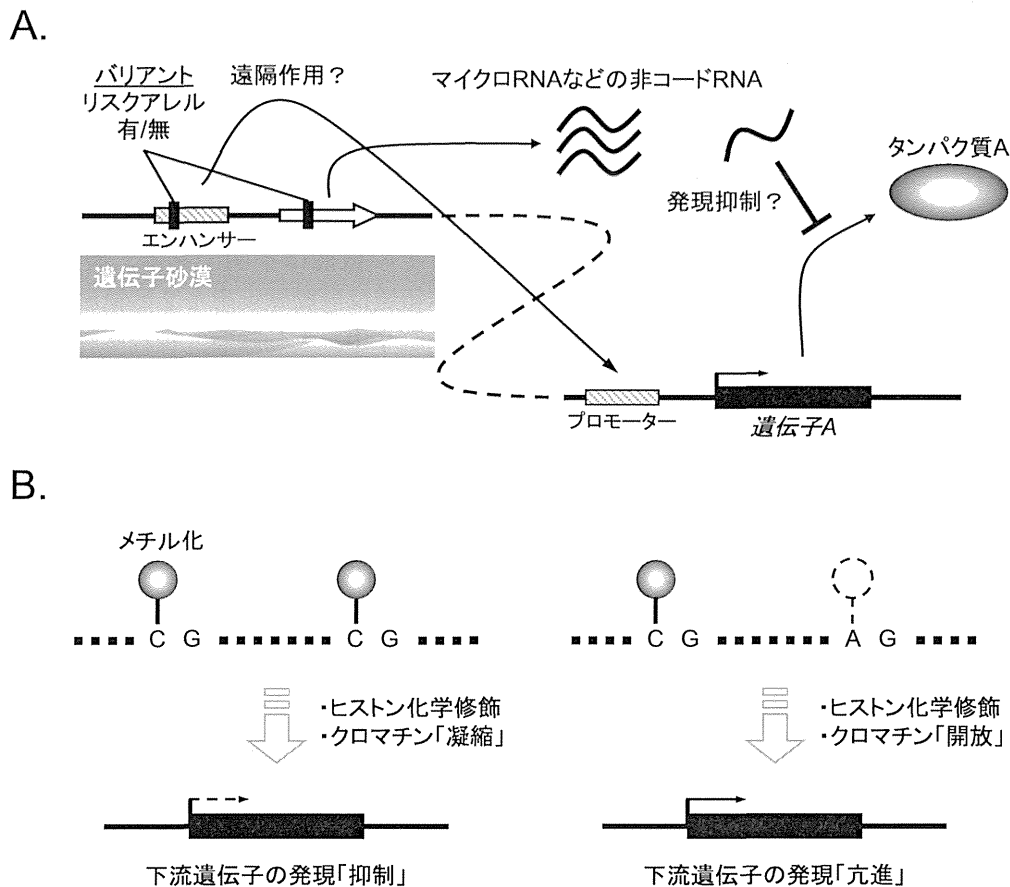 A.
バリアント
リスクアレル
有/無
遠隔作用？
マイクロRNAなどの非コードRNA
タンパク質A
発現抑制？
エンハンサー
遺伝子砂漠
プロモーター
遺伝子A
B.
メチル化
C G
C G
C G
A G
・ヒストン化学修飾
・クロマチン「凝縮」
・ヒストン化学修飾
・クロマチン「開放」
下流遺伝子の発現「抑制」
下流遺伝子の発現「亢進」